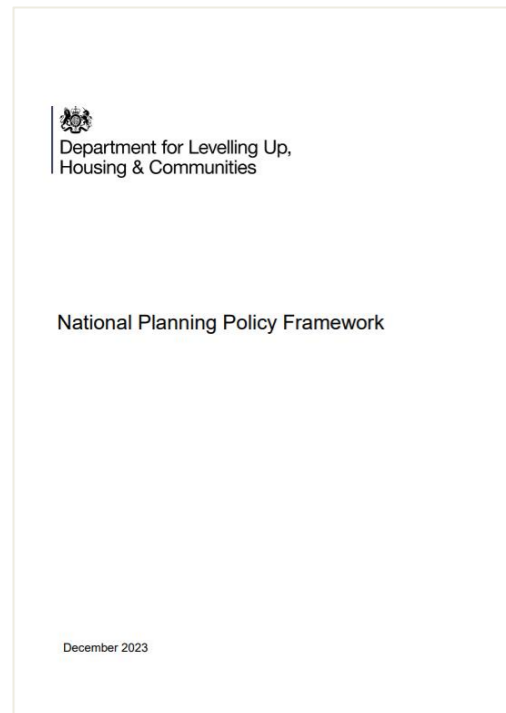 Department for Levelling Up,
Housing & Communities
National Planning Policy Framework
December 2023